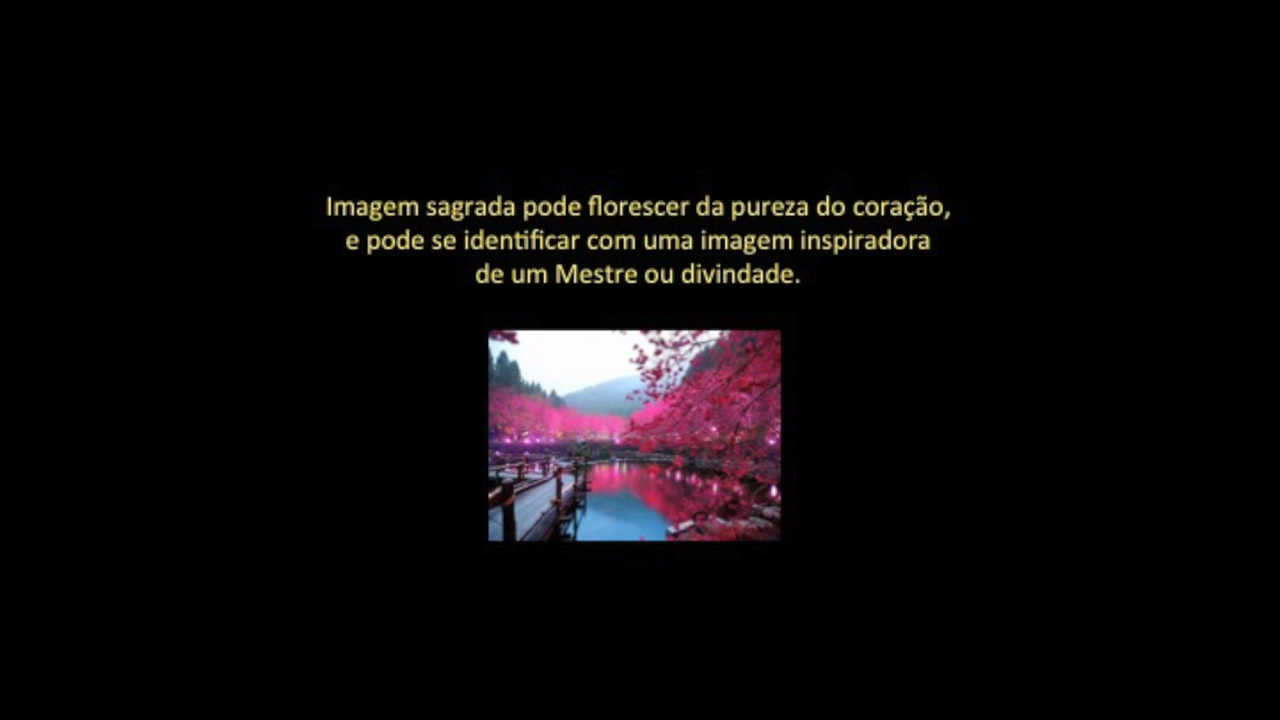 Imagem sagrada pode florescer da pureza do coração,
e pode se identificar com uma imagem inspiradora
de um Mestre ou divindade.